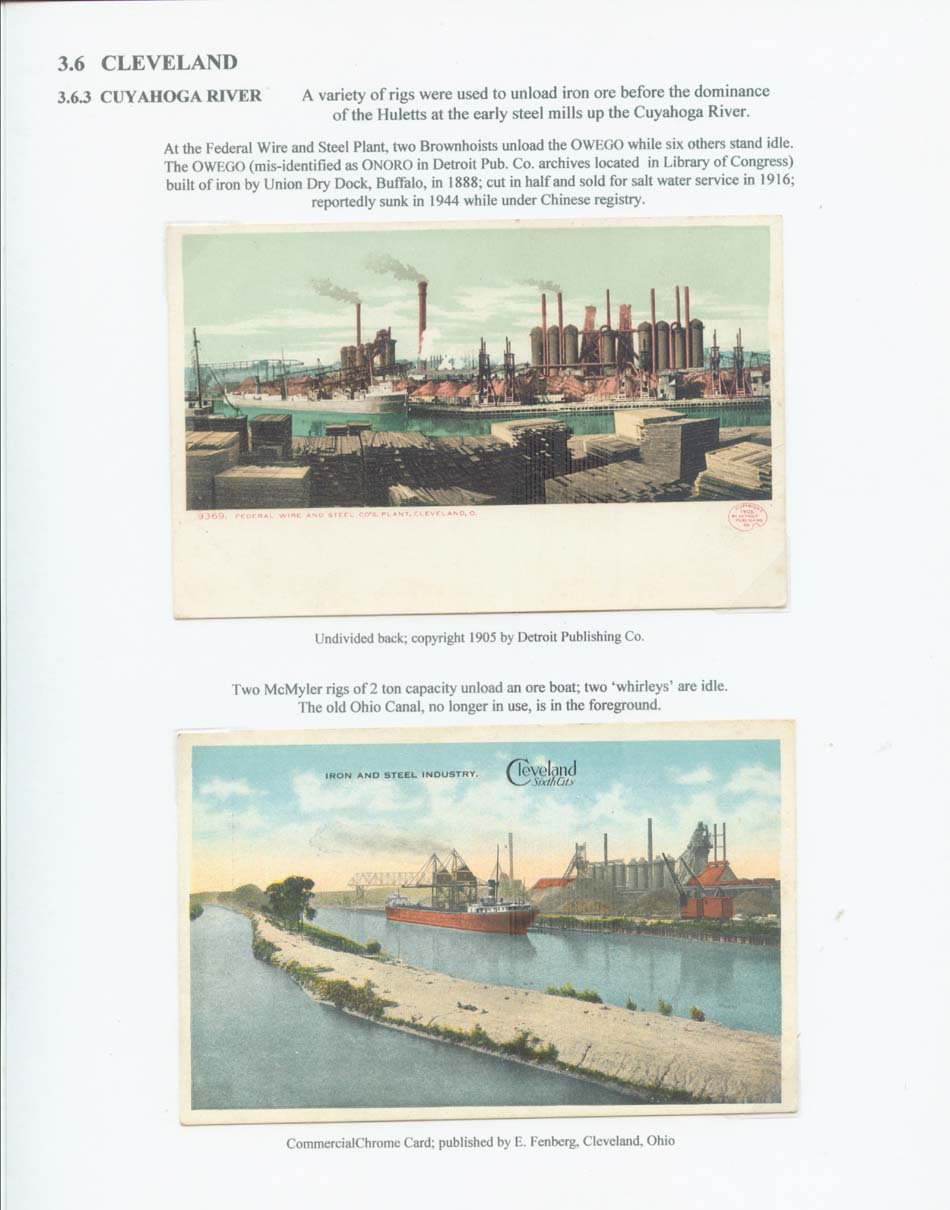 3.6 CLEVELAND
3.6.3 CUYAHOGA RIVER A variety of rigs were used to unload iron ore before the dominance
of the Huletts at the early steel mills up the Cuyahoga River.
At the Federal Wire and Steel Plant, two Brownhoists unload the OWEGO while six others stand idle.
The OWEGO (mis-identified as ONORO in Detroit Pub. Co. archives located in Library of Congress)
built of iron by Union Dry Dock, Buffalo, in 1888; cut in half and sold for salt water service in 1916;
reportedly sunk in 1944 while under Chinese registry.
9369. FEDERAL WIRE AND STEEL CO'S. PLANT, CLEVELAND, O.
COPYRIGHT
1905
BY DETROIT
PUBLISHING
CO
Undivided back; copyright 1905 by Detroit Publishing Co.
Two McMyler rigs of 2 ton capacity unload an ore boat; two ‘whirleys’ are idle.
The old Ohio Canal, no longer in use, is in the foreground.
IRON AND STEEL INDUSTRY.
Cleveland
Sixth City
CommercialChrome Card; published by E. Fenberg, Cleveland, Ohio